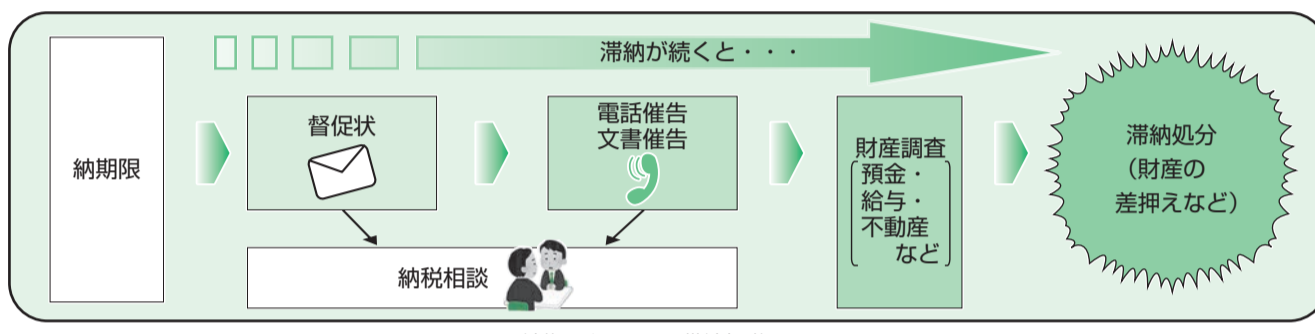 納期限
滞納が続くと・・・
督促状
電話催告
文書催告
納税相談
財産調査
預金・
給与・
不動産
など
滞納処分
（財産の
差押えなど）